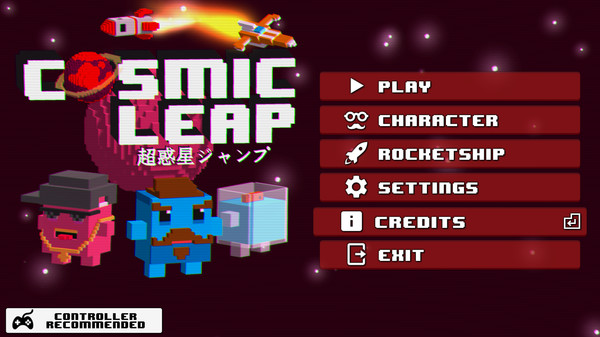 COSMIC
LEAP
超惑星ジャンプ
PLAY
CHARACTER
ROCKETSHIP
SETTINGS
CREDITS
EXIT
CONTROLLER
RECOMMENDED